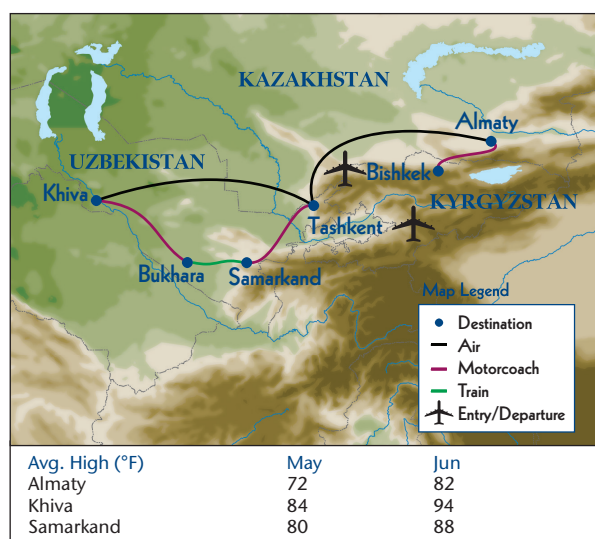 KAZAKHSTAN
Almaty
UZBEKISTAN
Bishkek
Khiva
KYRGYZSTAN
Tashkent
Bukhara
Samarkand
Map Legend
Destination
Air
Motorcoach
Train
Entry/Departure
Avg. High (°F) May Jun
Almaty 72 82
Khiva 84 94
Samarkand 80 88